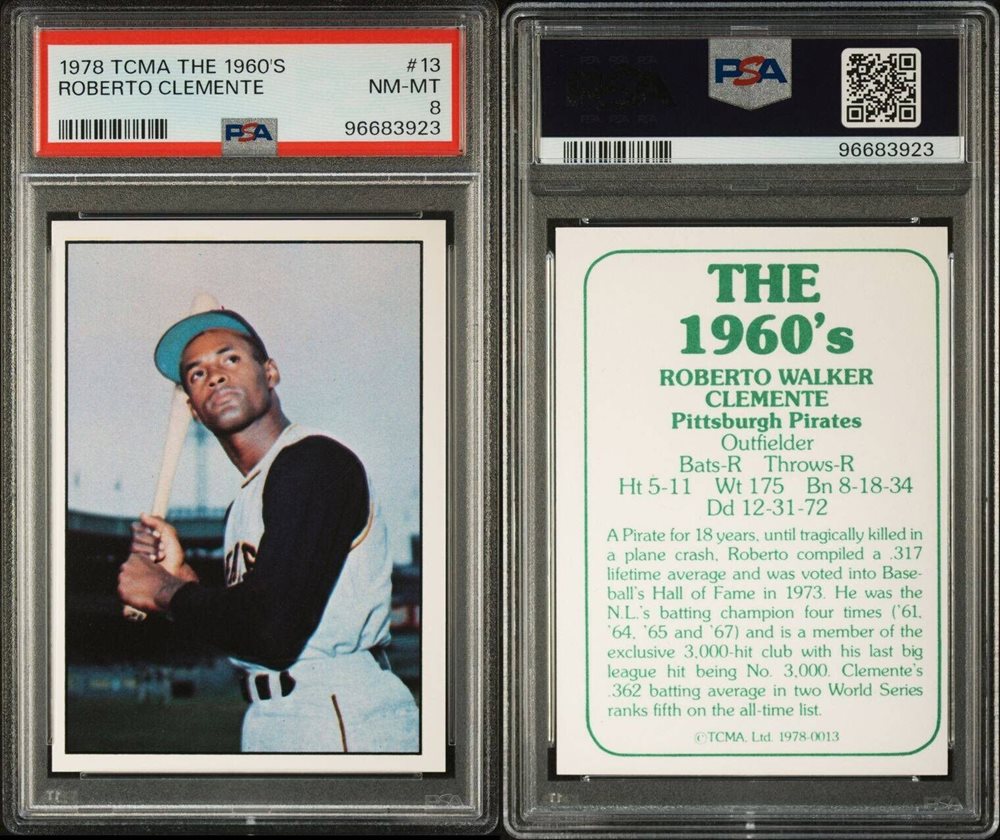 1978 TCMA THE 1960'S #13
ROBERTO CLEMENTE NM-MT
8
PSA 96683923
PSA
96683923
THE
1960's
ROBERTO WALKER
CLEMENTE
Pittsburgh Pirates
Outfielder
Bats-R Throws-R
Ht 5-11 Wt 175 Bn 8-18-34
Dd 12-31-72
A Pirate for 18 years, until tragically killed in
a plane crash, Roberto compiled a .317
lifetime average and was voted into Base-
ball's Hall of Fame in 1973. He was the
N.L.'s batting champion four times ('61,
'64, '65 and '67) and is a member of the
exclusive 3,000-hit club with his last big
league hit being No. 3,000. Clemente's
.362 batting average in two World Series
ranks fifth on the all-time list.
©TCMA, Ltd. 1978-0013
PSA
PSA